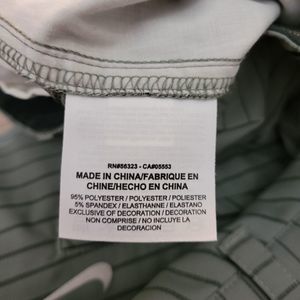 RN#56323 - CA#05553
MADE IN CHINA/FABRIQUE EN
CHINE/HECHO EN CHINA
95% POLYESTER / POLYESTER / POLIESTER
5% SPANDEX / ELASTHANNE / ELASTANO
EXCLUSIVE OF DECORATION / DECORATION
NON COMPRISE / NO INCLUYE LA
DECORACION